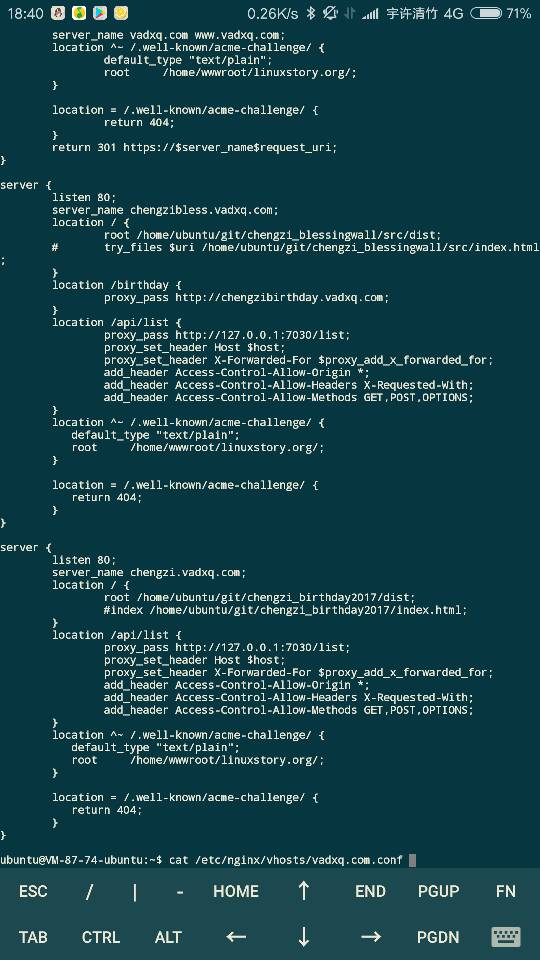 18:40 0.26K/s 宇许清竹 4G 71%
server_name vadxq.com www.vadxq.com;
location ^~ /.well-known/acme-challenge/ {
default_type "text/plain";
root /home/wwwroot/linuxstory.org/;
}
location = /.well-known/acme-challenge/ {
return 404;
}
return 301 https://$server_name$request_uri;
}
server {
listen 80;
server_name chengzibless.vadxq.com;
location / {
root /home/ubuntu/git/chengzi_blessingwall/src/dist;
# try_files $uri /home/ubuntu/git/chengzi_blessingwall/src/index.html
;
}
location /birthday {
proxy_pass http://chengzibirthday.vadxq.com;
}
location /api/list {
proxy_pass http://127.0.0.1:7030/list;
proxy_set_header Host $host;
proxy_set_header X-Forwarded-For $proxy_add_x_forwarded_for;
add_header Access-Control-Allow-Origin *;
add_header Access-Control-Allow-Headers X-Requested-With;
add_header Access-Control-Allow-Methods GET,POST,OPTIONS;
}
location ^~ /.well-known/acme-challenge/ {
default_type "text/plain";
root /home/wwwroot/linuxstory.org/;
}
location = /.well-known/acme-challenge/ {
return 404;
}
}
server {
listen 80;
server_name chengzi.vadxq.com;
location / {
root /home/ubuntu/git/chengzi_birthday2017/dist;
#index /home/ubuntu/git/chengzi_birthday2017/index.html;
}
location /api/list {
proxy_pass http://127.0.0.1:7030/list;
proxy_set_header Host $host;
proxy_set_header X-Forwarded-For $proxy_add_x_forwarded_for;
add_header Access-Control-Allow-Origin *;
add_header Access-Control-Allow-Headers X-Requested-With;
add_header Access-Control-Allow-Methods GET,POST,OPTIONS;
}
location ^~ /.well-known/acme-challenge/ {
default_type "text/plain";
root /home/wwwroot/linuxstory.org/;
}
location = /.well-known/acme-challenge/ {
return 404;
}
}
ubuntu@VM-87-74-ubuntu:~$ cat /etc/nginx/vhosts/vadxq.com.conf
ESC / | - HOME ↑ END PGUP FN
TAB CTRL ALT ← ↓ → PGDN